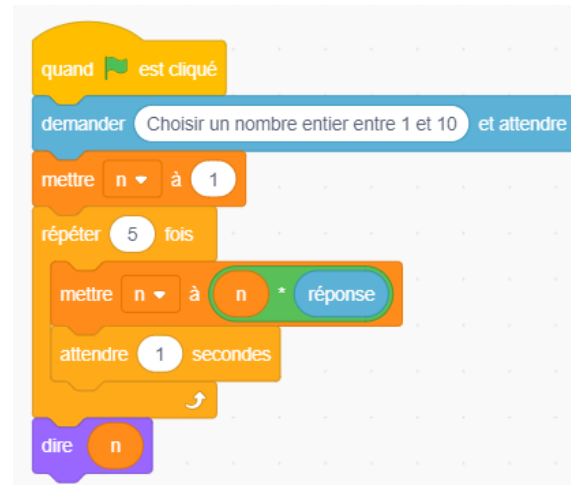 quand est cliqué
demander Choisir un nombre entier entre 1 et 10 et attendre
mettre n à 1
répéter 5 fois
mettre n à n * réponse
attendre 1 secondes
dire n